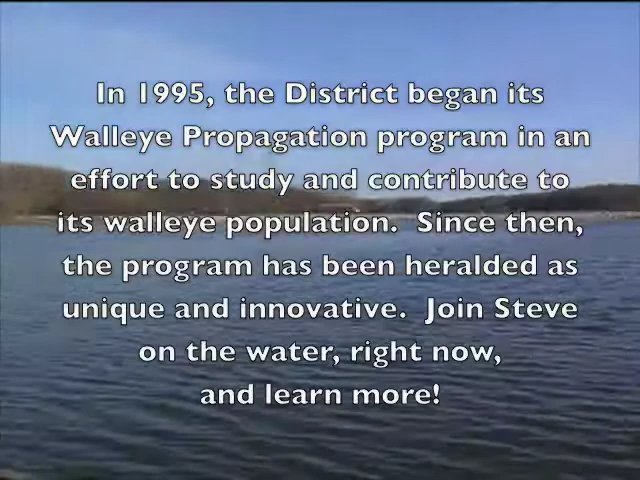 In 1995, the District began its
Walleye Propagation program in an
effort to study and contribute to
its walleye population.  Since then,
the program has been heralded as
unique and innovative.  Join Steve
on the water, right now,
and learn more!